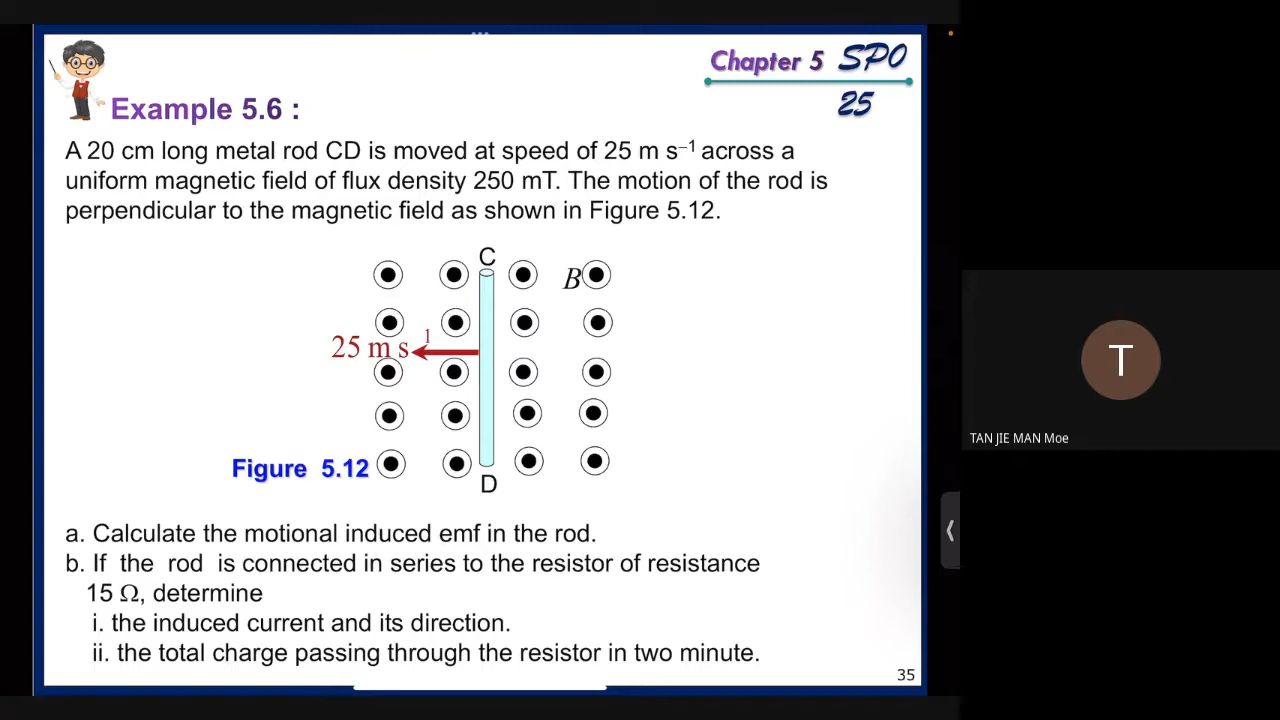 Chapter 5 SPO
25
Example 5.6 :
A 20 cm long metal rod CD is moved at speed of 25 m s⁻¹ across a
uniform magnetic field of flux density 250 mT. The motion of the rod is
perpendicular to the magnetic field as shown in Figure 5.12.
C
B
25 m s 1
Figure 5.12
D
a. Calculate the motional induced emf in the rod.
b. If the rod is connected in series to the resistor of resistance
15 Ω, determine
i. the induced current and its direction.
ii. the total charge passing through the resistor in two minute.
35
T
TAN JIE MAN Moe